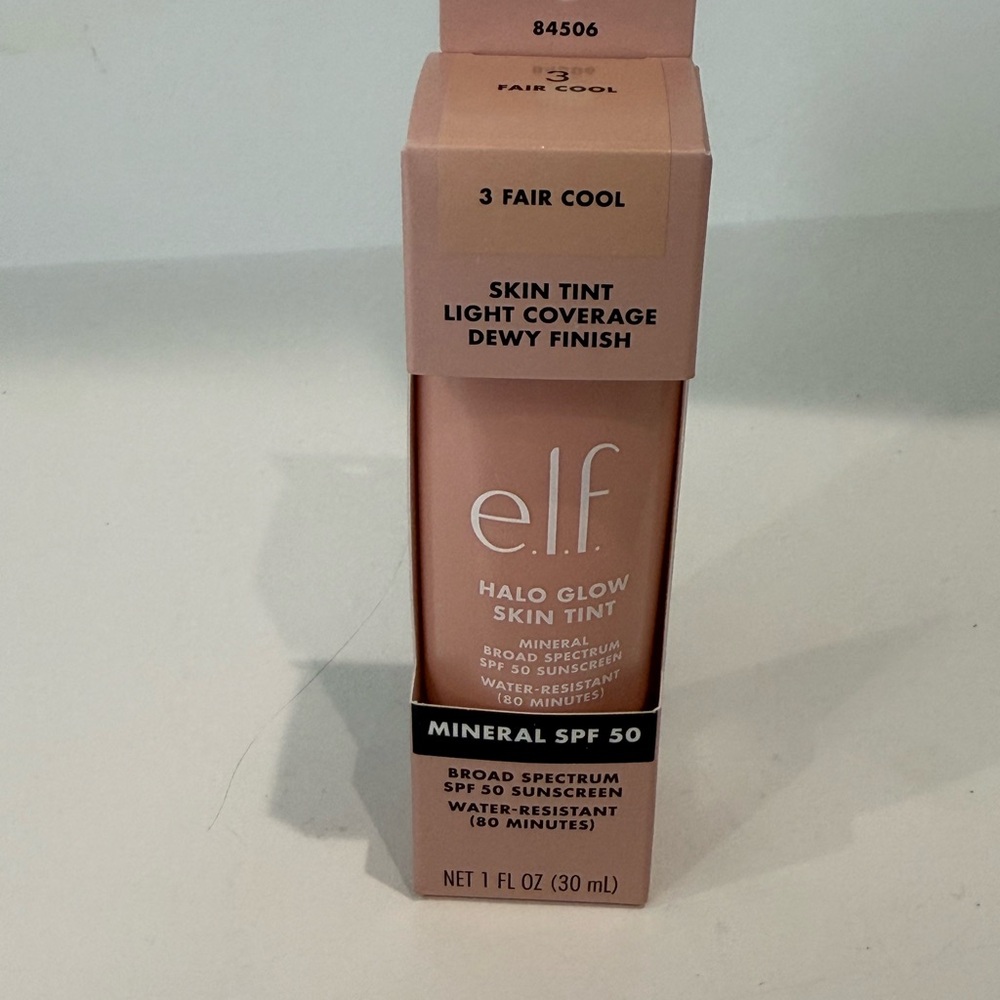 84506
3
FAIR COOL
3 FAIR COOL
SKIN TINT
LIGHT COVERAGE
DEWY FINISH
e.l.f.
HALO GLOW
SKIN TINT
MINERAL
BROAD SPECTRUM
SPF 50 SUNSCREEN
WATER-RESISTANT
(80 MINUTES)
MINERAL SPF 50
BROAD SPECTRUM
SPF 50 SUNSCREEN
WATER-RESISTANT
(80 MINUTES)
NET 1 FL OZ (30 mL)